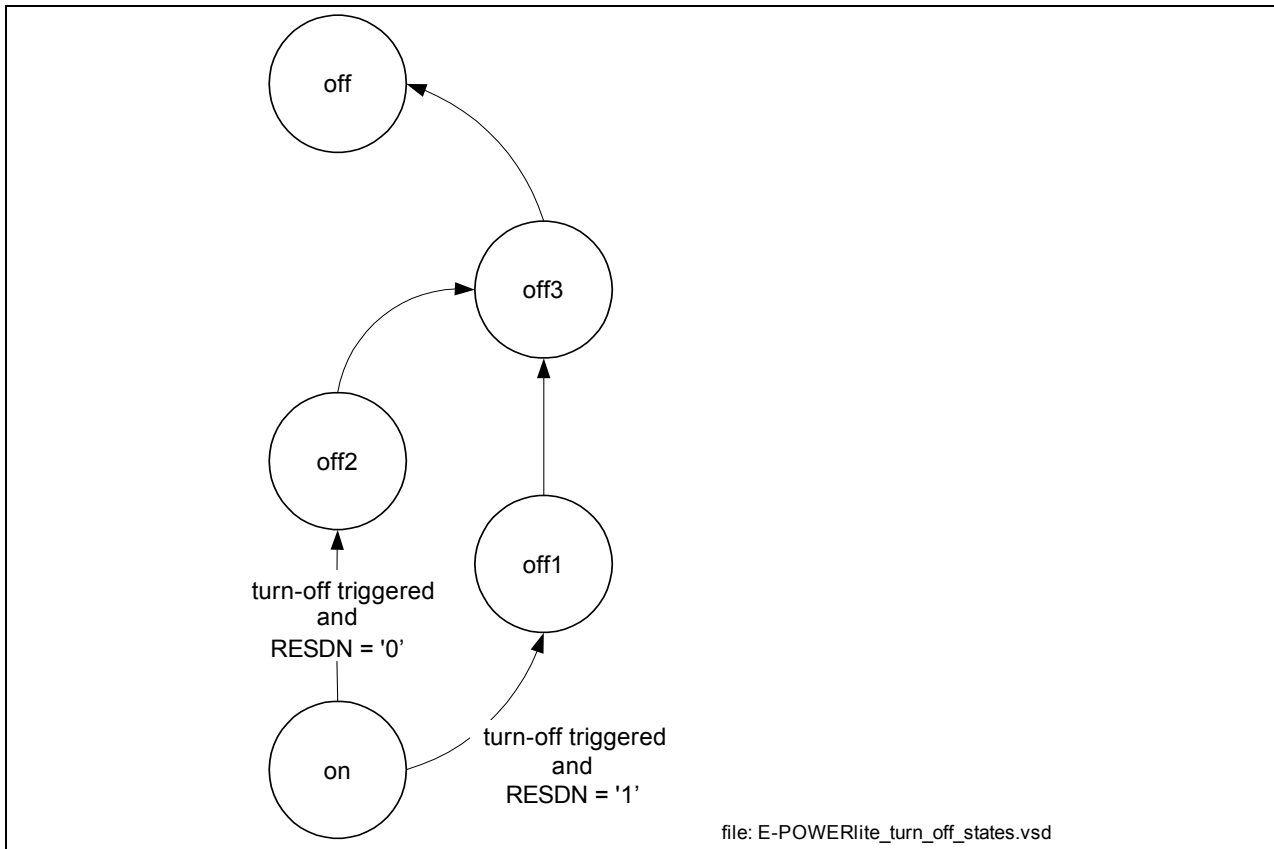 off
off3
off2
off1
turn-off triggered
and
RESDN = '0’
on
turn-off triggered
and
RESDN = '1’
file: E-POWERlite_turn_off_states.vsd